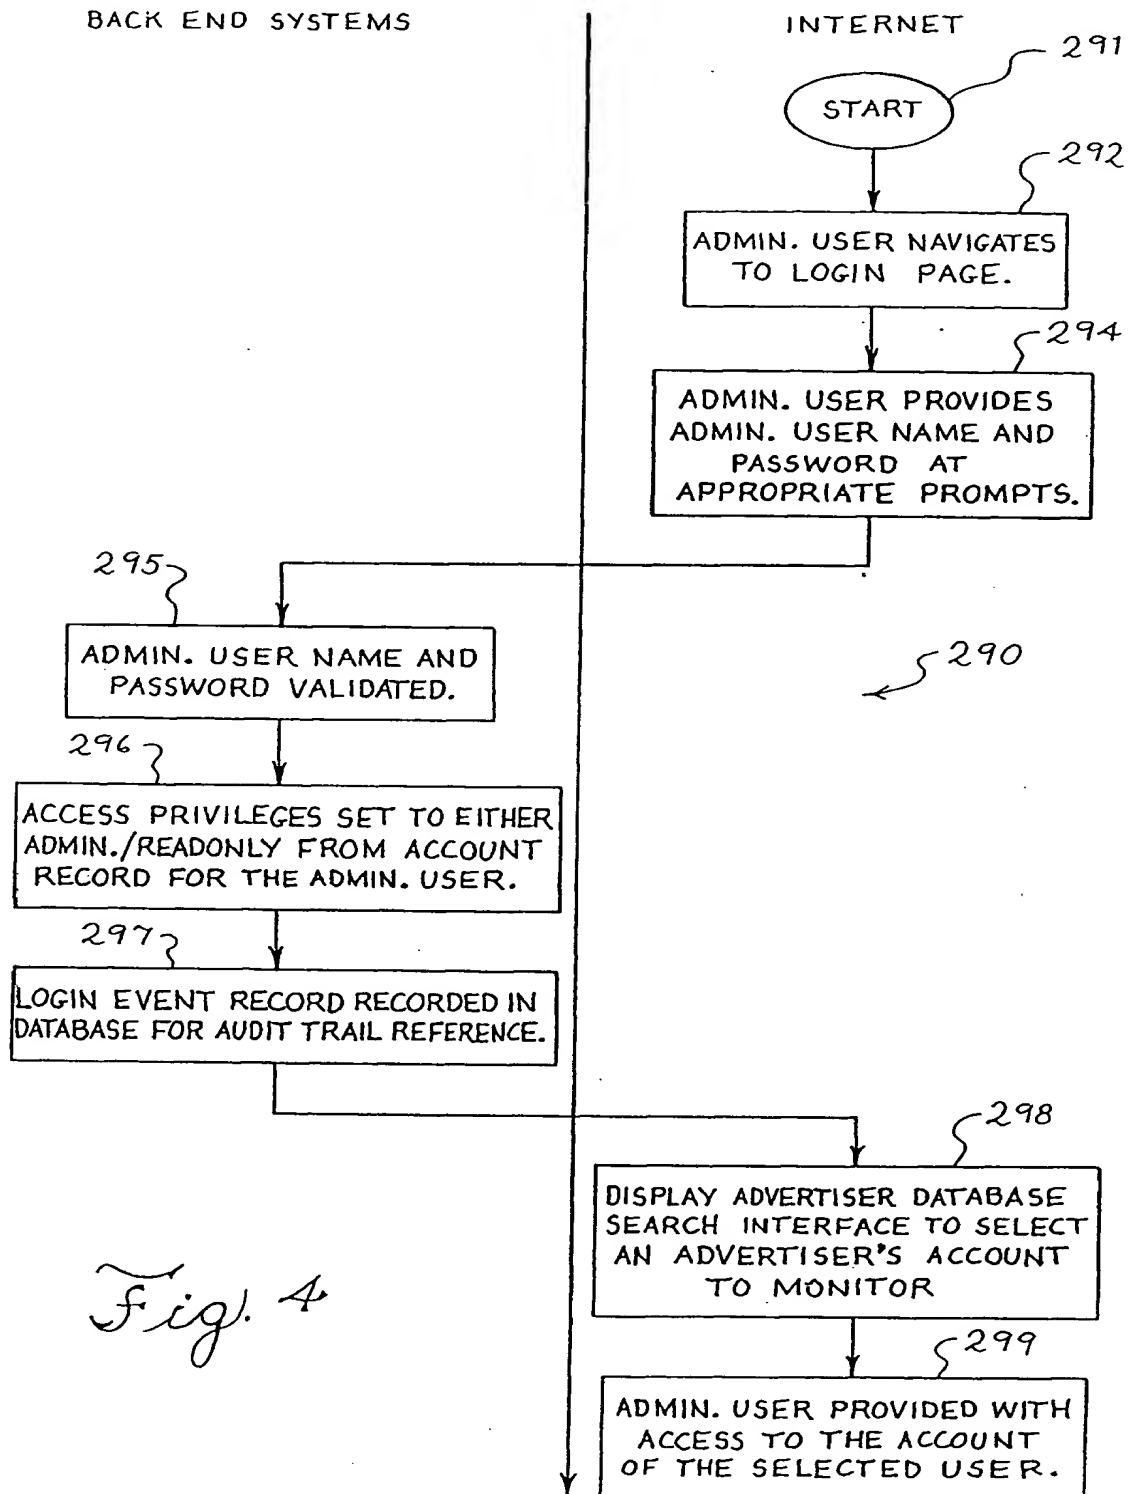 BACK END SYSTEMS
INTERNET
291
START
292
ADMIN. USER NAVIGATES
TO LOGIN PAGE.
294
ADMIN. USER PROVIDES
ADMIN. USER NAME AND
PASSWORD AT
APPROPRIATE PROMPTS.
295
ADMIN. USER NAME AND
PASSWORD VALIDATED.
290
296
ACCESS PRIVILEGES SET TO EITHER
ADMIN./READONLY FROM ACCOUNT
RECORD FOR THE ADMIN. USER.
297
LOGIN EVENT RECORD RECORDED IN
DATABASE FOR AUDIT TRAIL REFERENCE.
298
DISPLAY ADVERTISER DATABASE
SEARCH INTERFACE TO SELECT
AN ADVERTISER'S ACCOUNT
TO MONITOR
Fig. 4
299
ADMIN. USER PROVIDED WITH
ACCESS TO THE ACCOUNT
OF THE SELECTED USER.